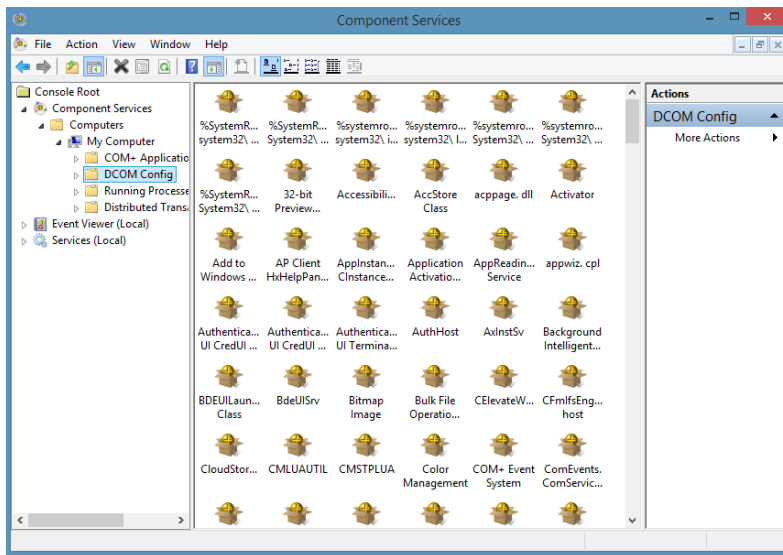 Component Services
File Action View Window Help
Console Root
Component Services
Computers
My Computer
COM+ Applicatio
DCOM Config
Running Processe
Distributed Trans
Event Viewer (Local)
Services (Local)
%SystemR... %SystemR... %systemro... %systemro... %systemro... %systemro...
system32\ ... System32\ ... system32\ i... system32\ l... System32\ ... System32\ ...
%SystemR... 32-bit Accessibili... AccStore acppage. dll Activator
System32\ ... Preview... Class
Add to AP Client AppInstan... Application AppReadin... appwiz. cpl
Windows ... HxHelpPan... CInstance... Activatio... Service
Authentica... Authentica... Authentica... AuthHost AxInstSv Background
UI CredUI ... UI CredUI ... UI Termina... Intelligent...
BDEUILaun... BdeUISrv Bitmap Bulk File CElevateW... CFmIfsEng...
Class Image Operatio... host
CloudStor... CMLUAUTIL CMSTPLUA Color COM+ Event ComEvents.
Management System ComServic...
Actions
DCOM Config
More Actions